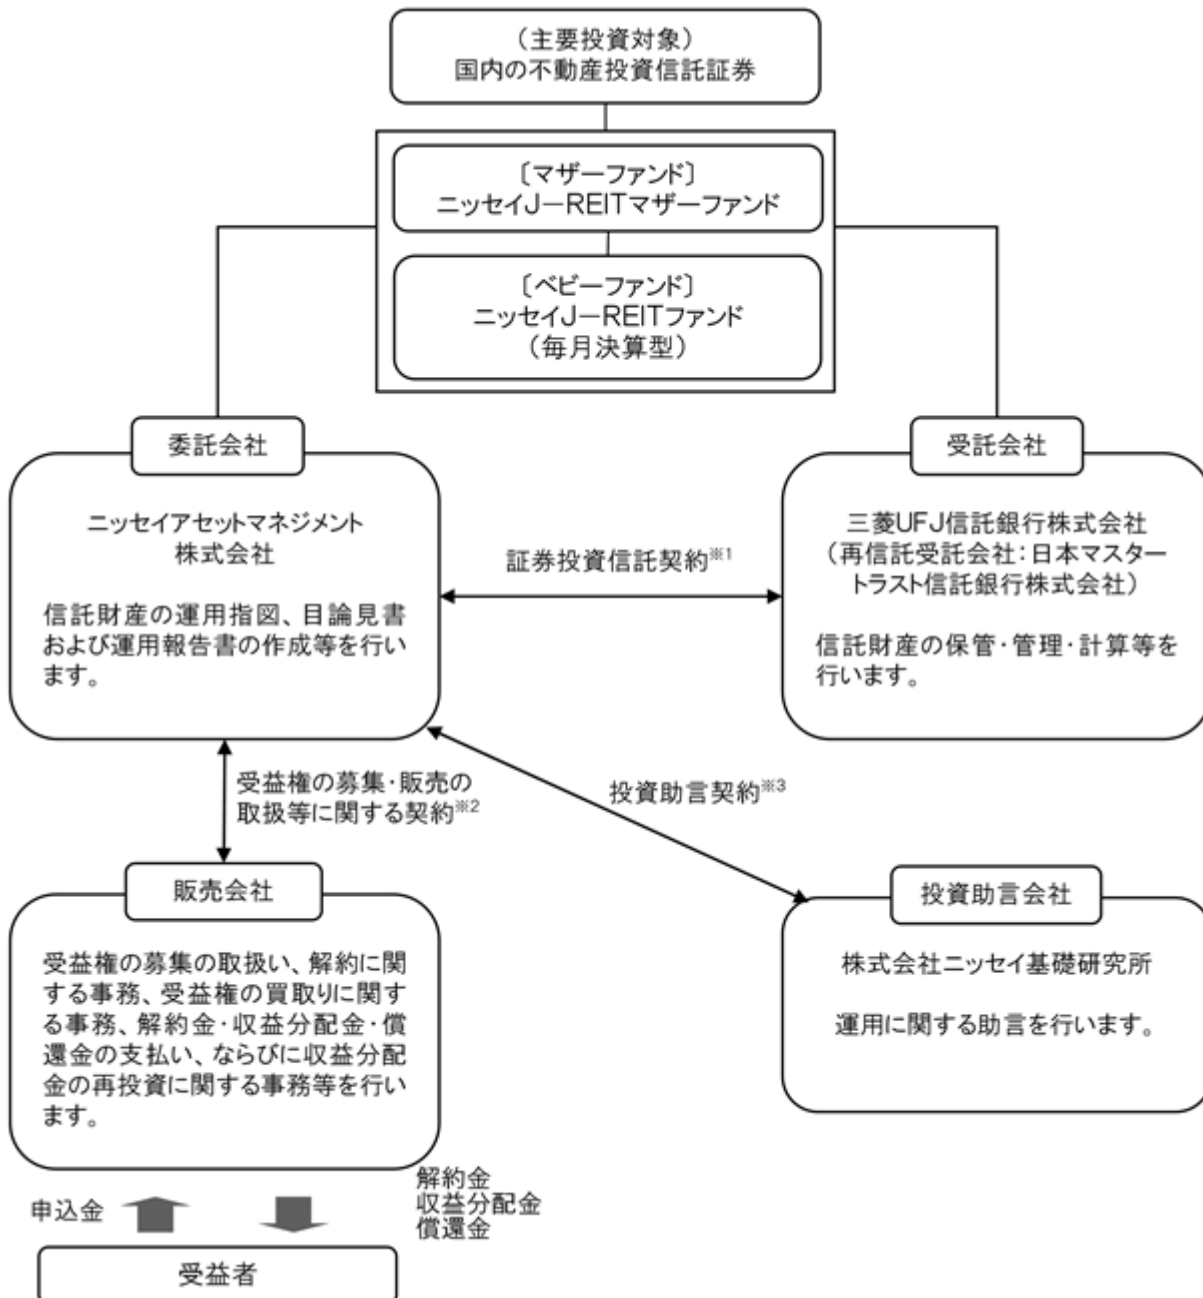 (主要投資対象)
国内の不動産投資信託証券
〔マザーファンド〕
ニッセイJ－REITマザーファンド
〔ベビーファンド〕
ニッセイJ－REITファンド
(毎月決算型)
委託会社
ニッセイアセットマネジメント
株式会社
信託財産の運用指図、目論見書
および運用報告書の作成等を行い
ます。
受託会社
三菱UFJ信託銀行株式会社
(再信託受託会社：日本マスター
トラスト信託銀行株式会社)
信託財産の保管・管理・計算等を
行います。
証券投資信託契約※1
受益権の募集・販売の
取扱等に関する契約※2
投資助言契約※3
販売会社
受益権の募集の取扱い、解約に関
する事務、受益権の買取りに関す
る事務、解約金・収益分配金・償
還金の支払い、ならびに収益分配
金の再投資に関する事務等を行い
ます。
投資助言会社
株式会社ニッセイ基礎研究所
運用に関する助言を行います。
申込金
解約金
収益分配金
償還金
受益者